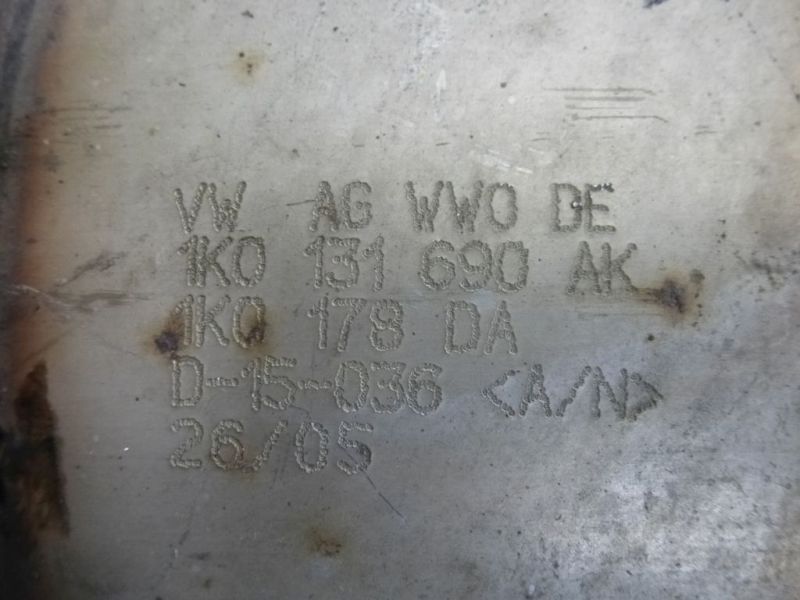 VW AG WWO DE
1K0 131 690 AK
1K0 178 DA
D-15-036 <A/N>
26/05